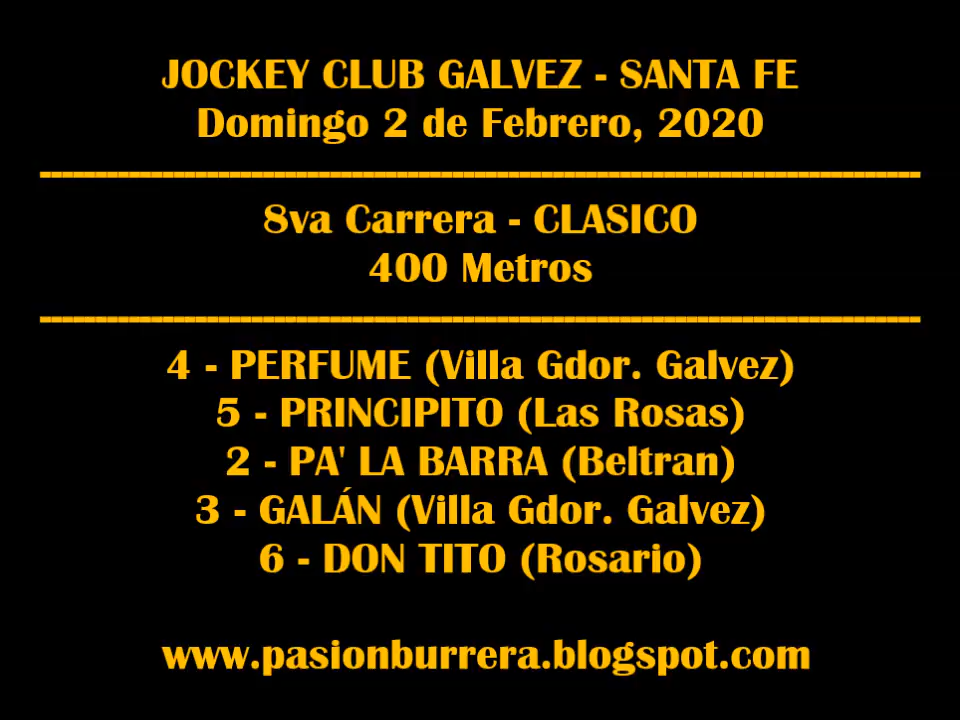 JOCKEY CLUB GALVEZ - SANTA FE
Domingo 2 de Febrero, 2020
8va Carrera - CLASICO
400 Metros
4 - PERFUME (Villa Gdor. Galvez)
5 - PRINCIPITO (Las Rosas)
2 - PA' LA BARRA (Beltran)
3 - GALÁN (Villa Gdor. Galvez)
6 - DON TITO (Rosario)
www.pasionburrera.blogspot.com